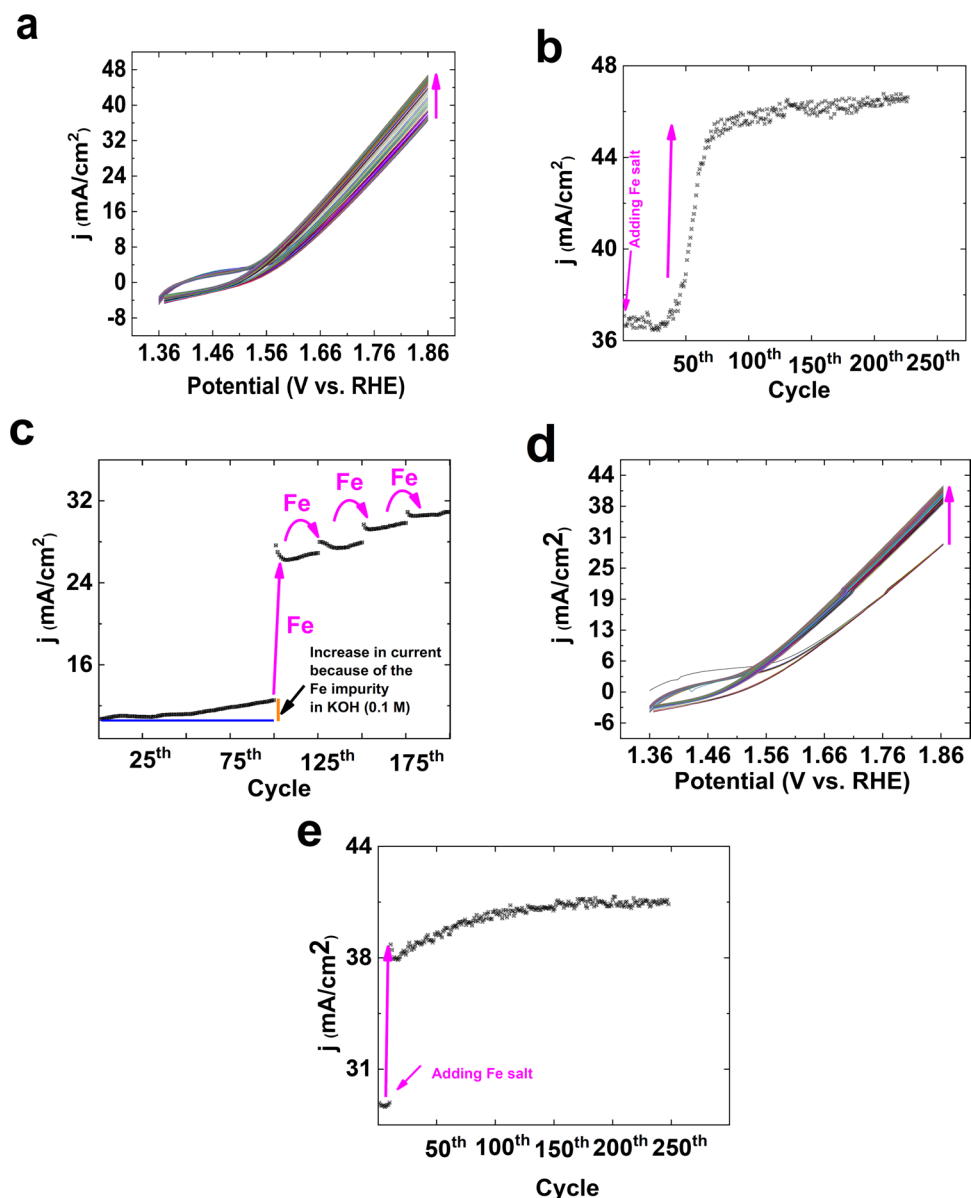 a
48
40
32
24
16
8
0
-8
j (mA/cm²)
1.36 1.46 1.56 1.66 1.76 1.86
Potential (V vs. RHE)
b
48
44
40
36
j (mA/cm²)
Adding Fe salt
50th 100th 150th 200th 250th
Cycle
c
32
28
16
j (mA/cm²)
Fe
Fe
Fe
Fe
Increase in current
because of the
Fe impurity
in KOH (0.1 M)
25th 75th 125th 175th
Cycle
d
44
38
31
25
19
13
6
0
-6
j (mA/cm2)
1.36 1.46 1.56 1.66 1.76 1.86
Potential (V vs. RHE)
e
44
38
31
j (mA/cm2)
Adding Fe salt
50th 100th 150th 200th 250th
Cycle